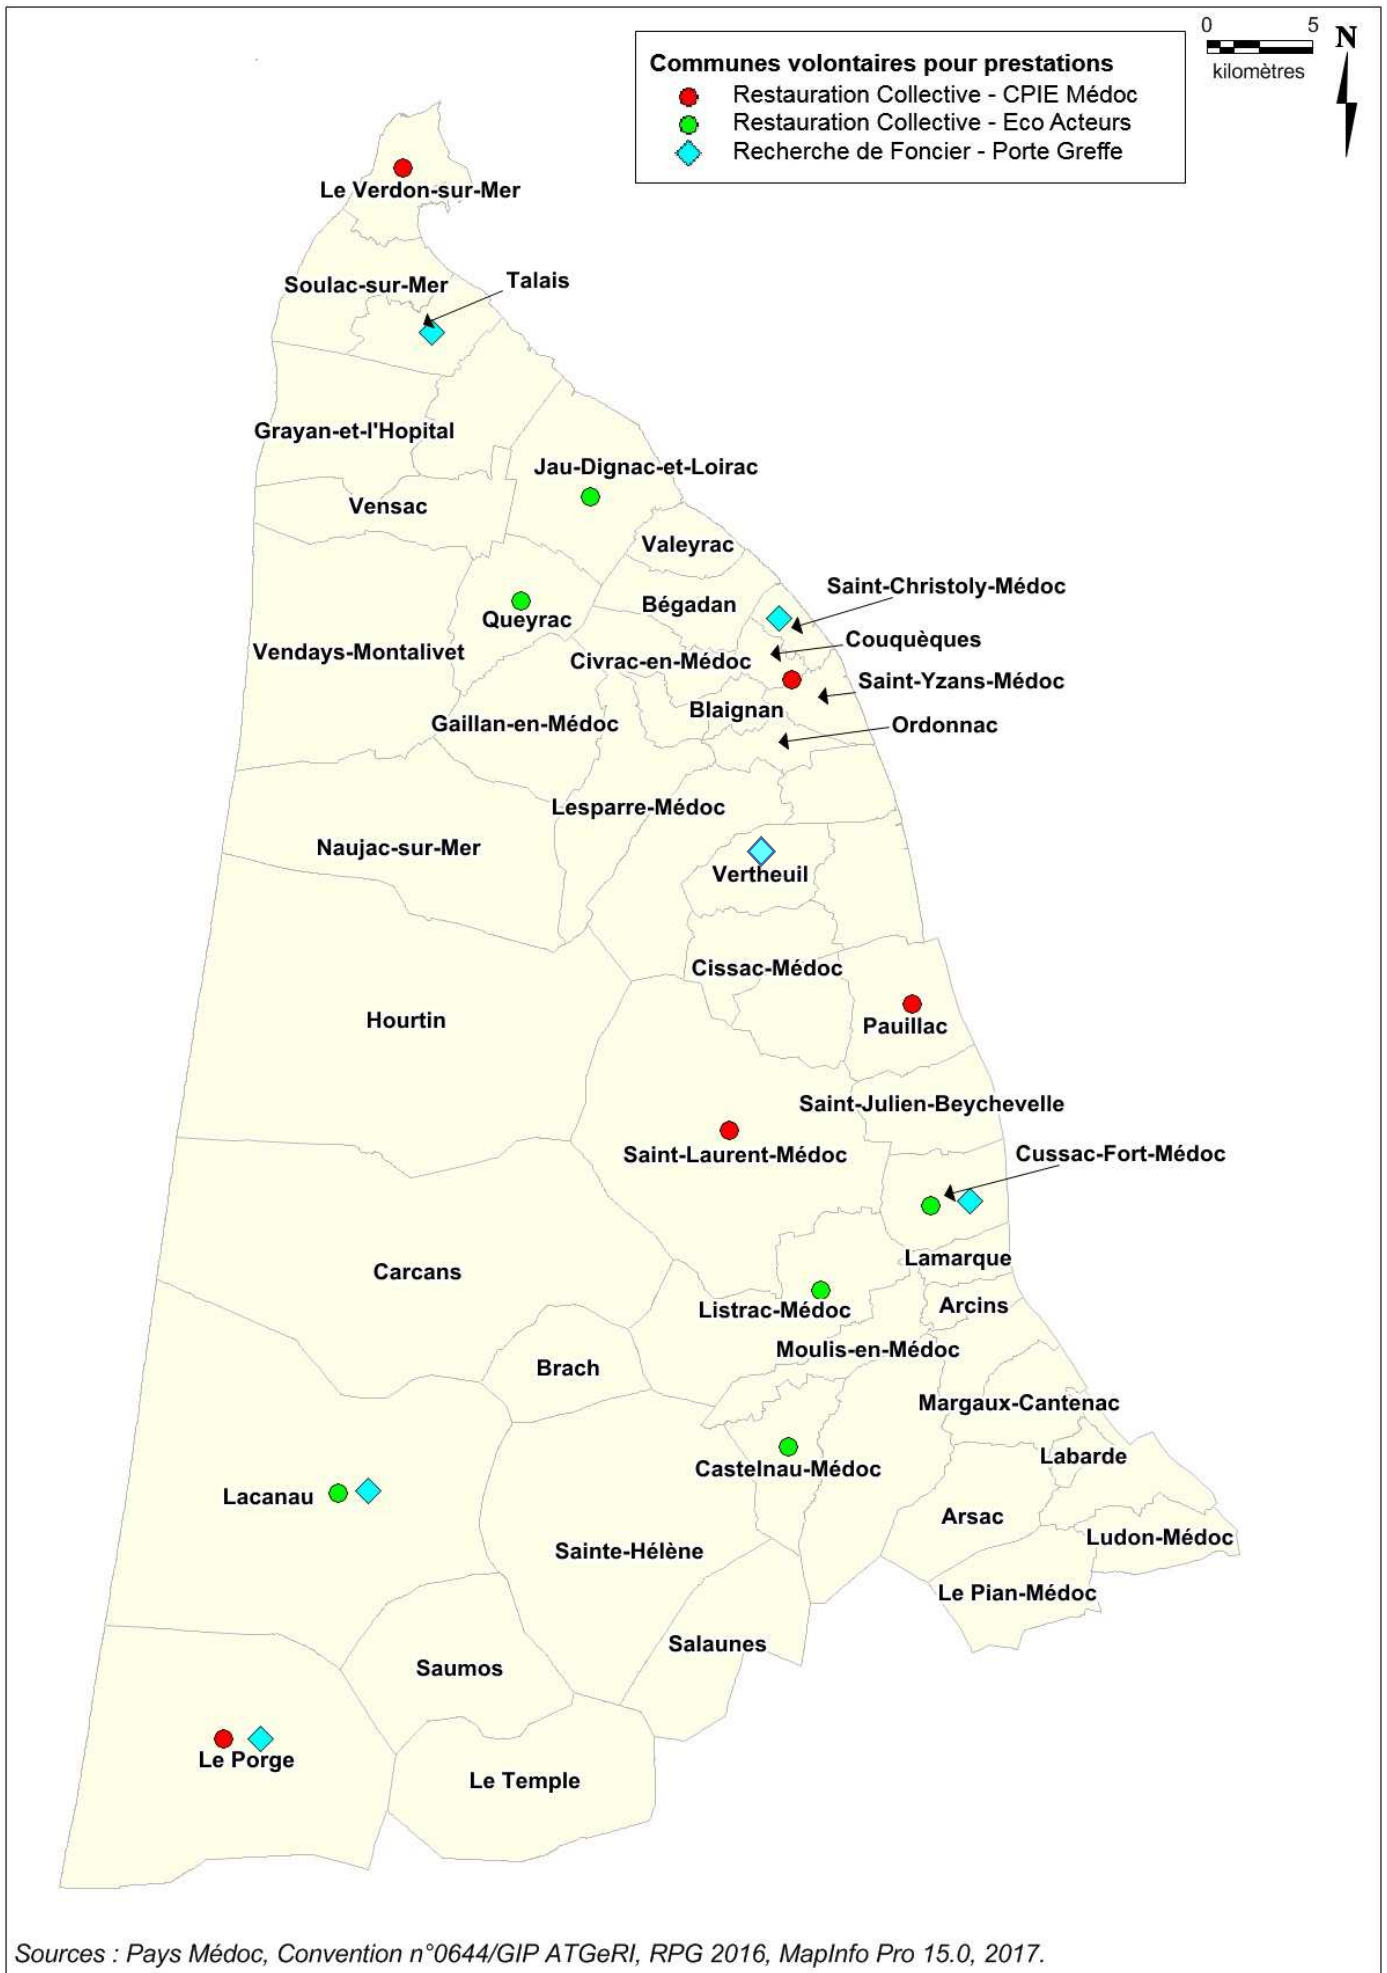 0 5 N
kilomètres
Communes volontaires pour prestations
Restauration Collective - CPIE Médoc
Restauration Collective - Eco Acteurs
Recherche de Foncier - Porte Greffe
Le Verdon-sur-Mer
Soulac-sur-Mer
Talais
Grayan-et-l'Hopital
Jau-Dignac-et-Loirac
Vensac
Valeyrac
Saint-Christoly-Médoc
Bégadan
Queyrac
Couquèques
Vendays-Montalivet
Civrac-en-Médoc
Saint-Yzans-Médoc
Blaignan
Gaillan-en-Médoc
Ordonnac
Lesparre-Médoc
Naujac-sur-Mer
Vertheuil
Cissac-Médoc
Hourtin
Pauillac
Saint-Julien-Beychevelle
Saint-Laurent-Médoc
Cussac-Fort-Médoc
Lamarque
Carcans
Listrac-Médoc
Arcins
Moulis-en-Médoc
Brach
Margaux-Cantenac
Labarde
Castelnau-Médoc
Lacanau
Arsac
Ludon-Médoc
Sainte-Hélène
Le Pian-Médoc
Salaunes
Saumos
Le Porge
Le Temple
Sources : Pays Médoc, Convention n°0644/GIP ATGeRI, RPG 2016, MapInfo Pro 15.0, 2017.